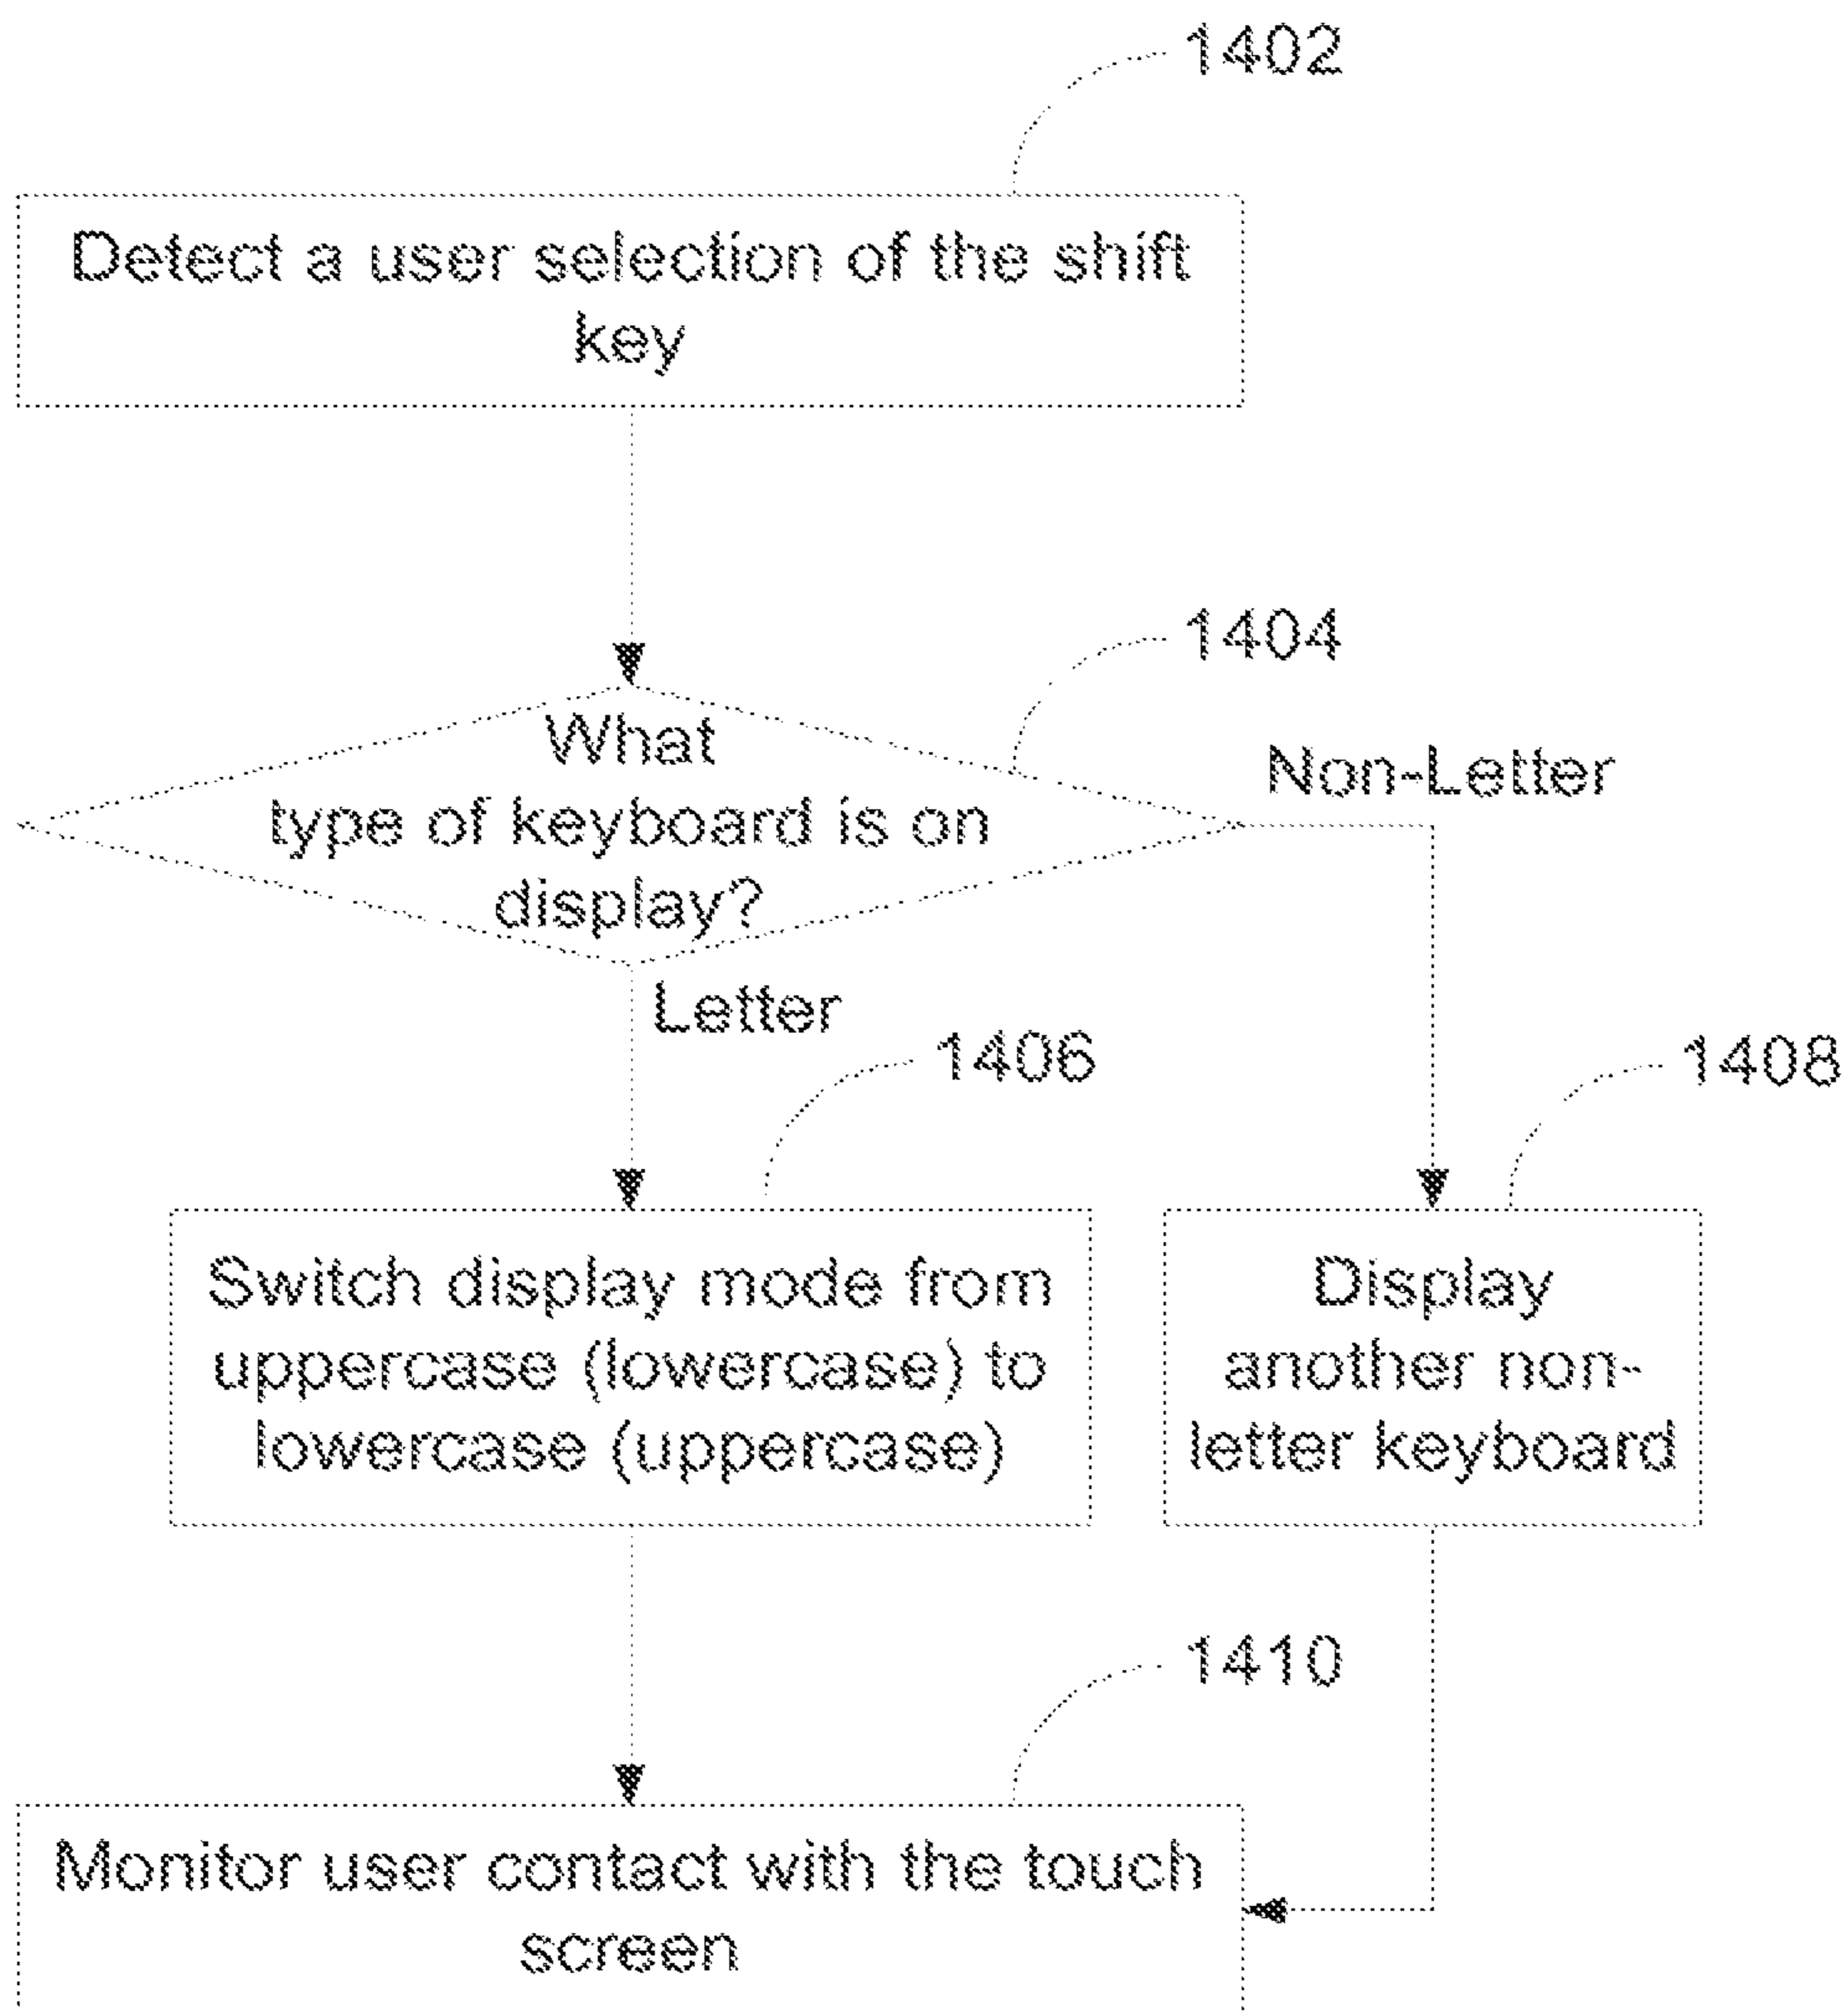 1402
Detect a user selection of the shift
key
1404
What
type of keyboard is on
display?
Non-Letter
Letter
1406
1408
Switch display mode from
uppercase (lowercase) to
lowercase (uppercase)
Display
another non-
letter keyboard
1410
Monitor user contact with the touch
screen